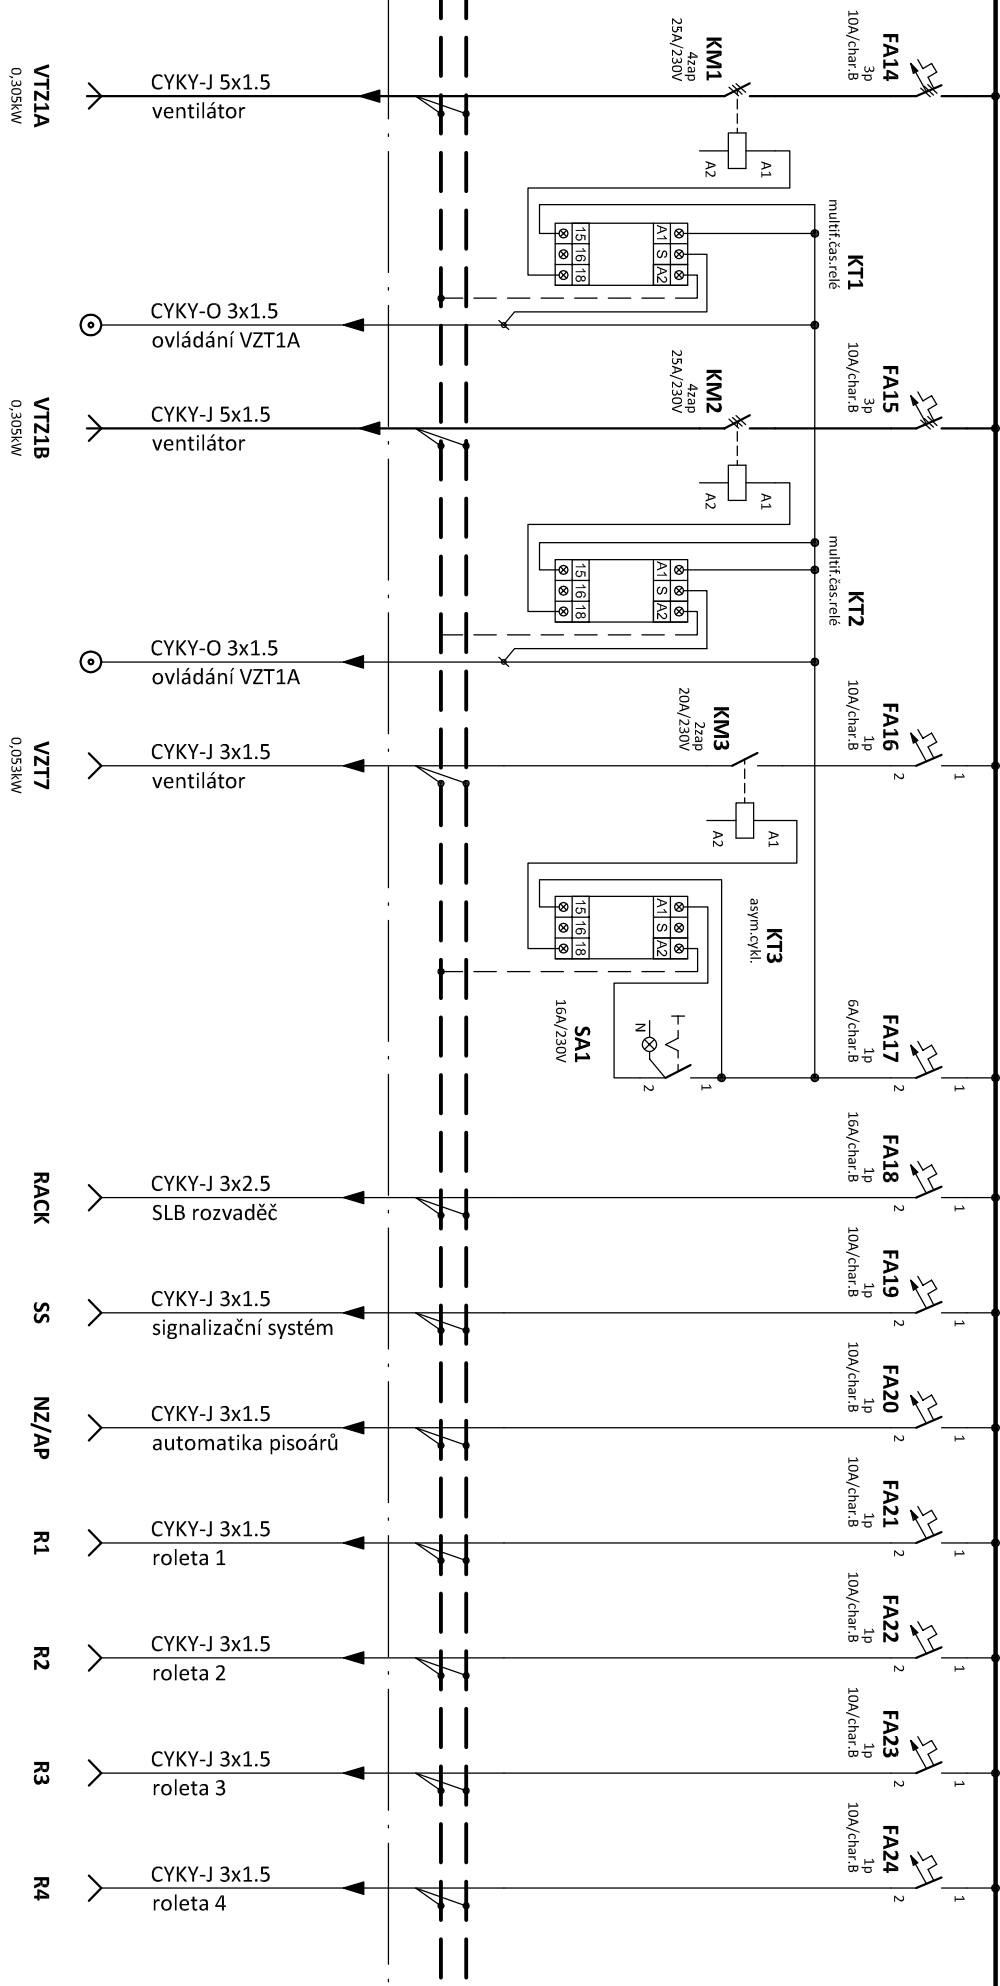 FA14
3p
10A/char.B
KM1
4zap
25A/230V
A1
A2
CYKY-J 5x1.5
ventilátor
VTZ1A
0,305kW
KT1
multif.čas.relé
A1
S
A2
15
16
18
CYKY-O 3x1.5
ovládání VZT1A
FA15
3p
10A/char.B
KM2
4zap
25A/230V
A1
A2
CYKY-J 5x1.5
ventilátor
VTZ1B
0,305kW
KT2
multif.čas.relé
A1
S
A2
15
16
18
CYKY-O 3x1.5
ovládání VZT1A
FA16
1p
10A/char.B
1
2
KM3
2zap
20A/230V
A1
A2
CYKY-J 3x1.5
ventilátor
VZT7
0,053kW
KT3
asym.cykl.
A1
S
A2
15
16
18
FA17
1p
6A/char.B
1
2
SA1
16A/230V
N
1
2
FA18
1p
16A/char.B
1
2
CYKY-J 3x2.5
SLB rozvaděč
RACK
FA19
1p
10A/char.B
1
2
CYKY-J 3x1.5
signalizační systém
SS
FA20
1p
10A/char.B
1
2
CYKY-J 3x1.5
automatika pisoárů
NZ/AP
FA21
1p
10A/char.B
1
2
CYKY-J 3x1.5
roleta 1
R1
FA22
1p
10A/char.B
1
2
CYKY-J 3x1.5
roleta 2
R2
FA23
1p
10A/char.B
1
2
CYKY-J 3x1.5
roleta 3
R3
FA24
1p
10A/char.B
1
2
CYKY-J 3x1.5
roleta 4
R4